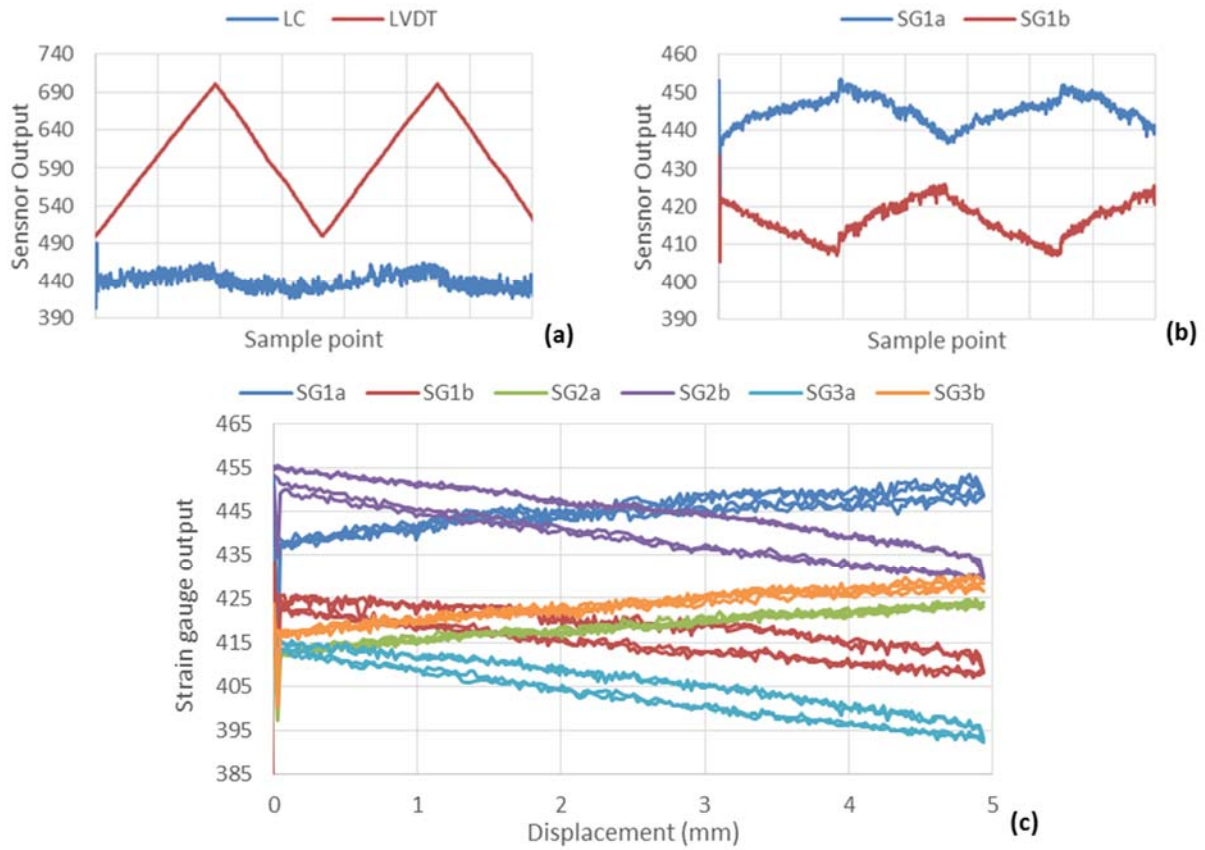 LC LVDT
740
690
640
590
540
490
440
390
Sensnor Output
Sample point
(a)
SG1a SG1b
460
450
440
430
420
410
400
390
Sensnor Output
Sample point
(b)
SG1a SG1b SG2a SG2b SG3a SG3b
465
455
445
435
425
415
405
395
385
Strain gauge output
0 1 2 3 4 5
Displacement (mm)
(c)